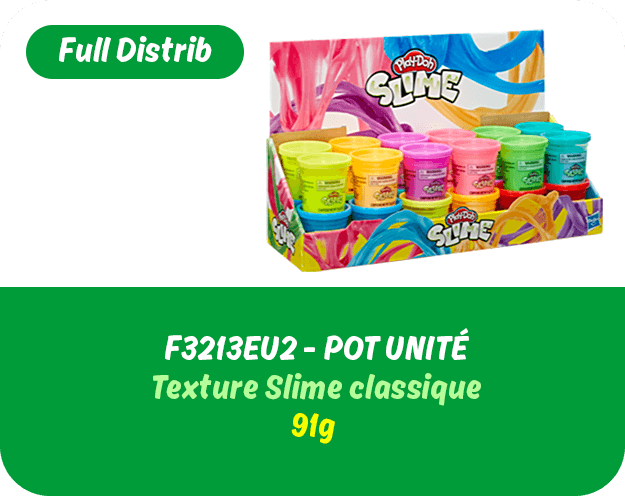 Full Distrib
Play-Doh
SLIME
Play-Doh
SLIME
F3213EU2 - POT UNITÉ
Texture Slime classique
91g